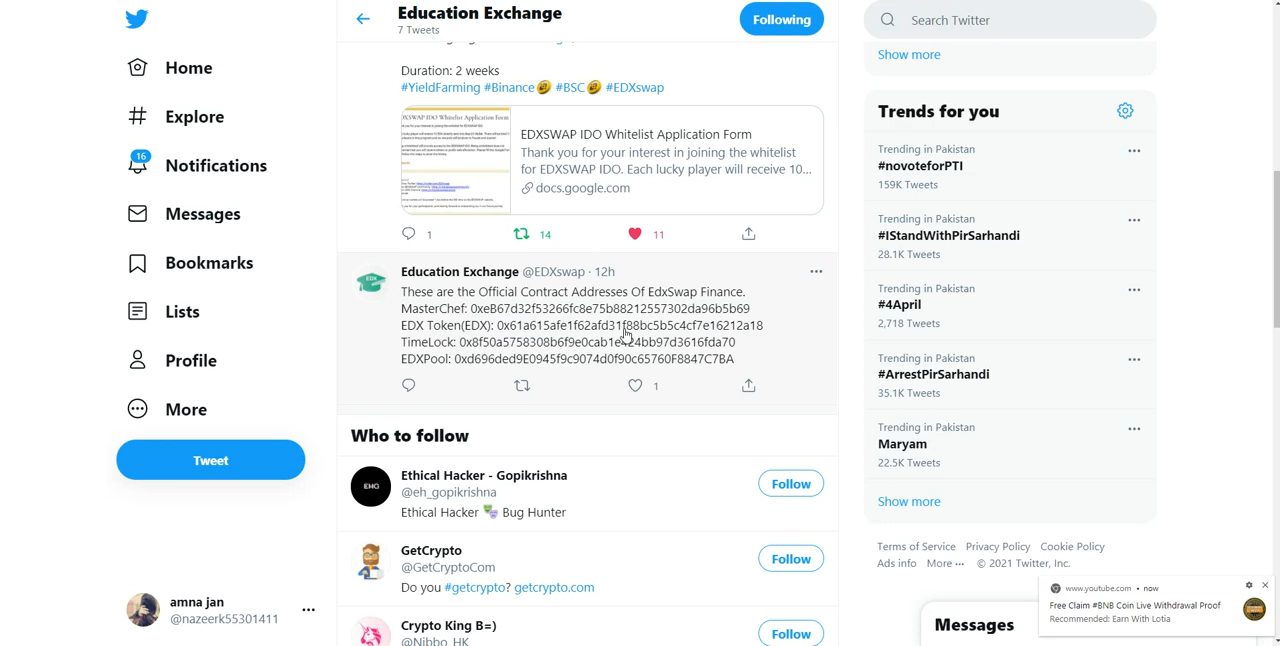 Home
Explore
16
Notifications
Messages
Bookmarks
Lists
Profile
More
Tweet
amna jan
@nazeerk55301411
Education Exchange
7 Tweets
Following
Duration: 2 weeks
#YieldFarming #Binance #BSC #EDXswap
EDXSWAP IDO Whitelist Application Form
Thank you for your interest in joining the whitelist
for EDXSWAP IDO. Each lucky player will receive 10...
docs.google.com
1
14
11
Education Exchange @EDXswap · 12h
These are the Official Contract Addresses Of EdxSwap Finance.
MasterChef: 0xeB67d32f53266fc8e75b88212557302da96b5b69
EDX Token(EDX): 0x61a615afe1f62afd31f88bc5b5c4cf7e16212a18
TimeLock:
EDXPool: 0xd696ded9E0945f9c9074d0f90c65760F8847C7BA
1
Who to follow
EHG
Ethical Hacker - Gopikrishna
@eh_gopikrishna
Ethical Hacker Bug Hunter
Follow
GetCrypto
@GetCryptoCom
Do you #getcrypto? getcrypto.com
Follow
Crypto King B=)
@Nibbo_HK
Follow
Search Twitter
Show more
Trends for you
Trending in Pakistan
#novoteforPTI
159K Tweets
Trending in Pakistan
#IStandWithPirSarhandi
28.1K Tweets
Trending in Pakistan
#4April
2,718 Tweets
Trending in Pakistan
#ArrestPirSarhandi
35.1K Tweets
Trending in Pakistan
Maryam
22.5K Tweets
Show more
Terms of Service Privacy Policy Cookie Policy
Ads info More ··· © 2021 Twitter, Inc.
www.youtube.com • now
Free Claim #BNB Coin Live Withdrawal Proof
Recommended: Earn With Lotia
Messages